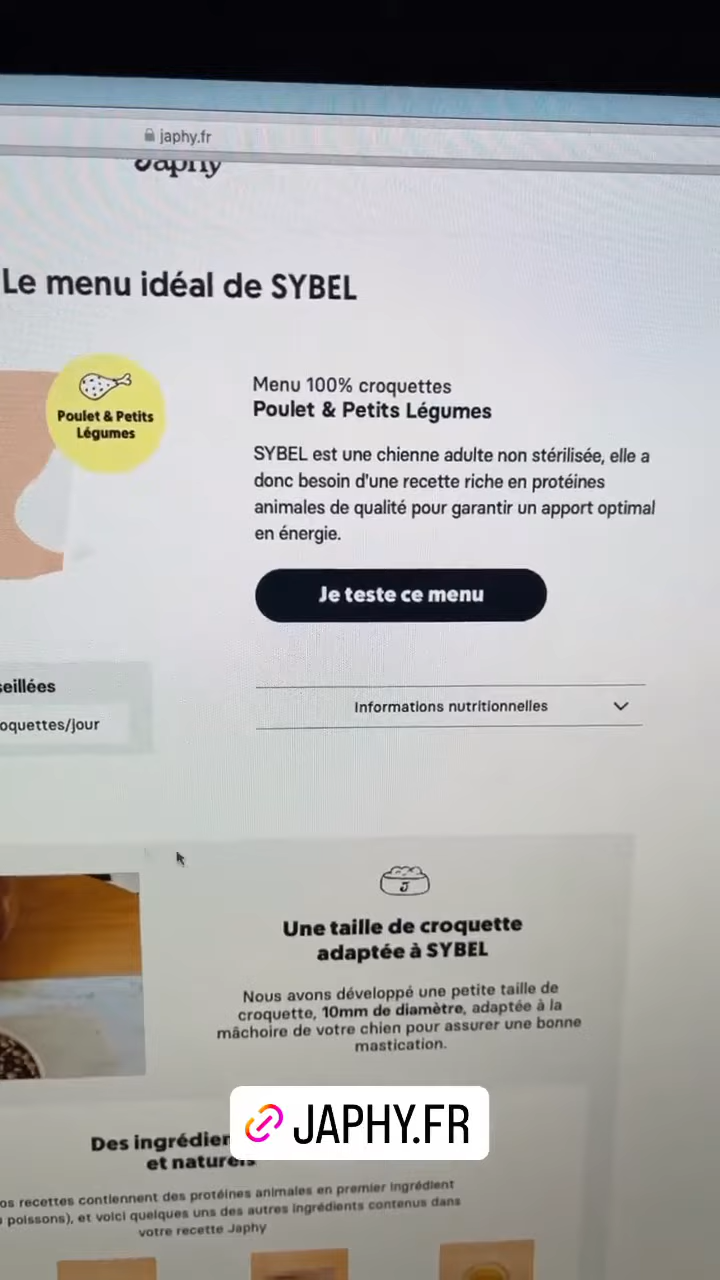 japhy.fr
Japhy
Le menu idéal de SYBEL
Poulet & Petits
Légumes
Menu 100% croquettes
Poulet & Petits Légumes
SYBEL est une chienne adulte non stérilisée, elle a
donc besoin d'une recette riche en protéines
animales de qualité pour garantir un apport optimal
en énergie.
Je teste ce menu
eillées
oquettes/jour
Informations nutritionnelles
J
Une taille de croquette
adaptée à SYBEL
Nous avons développé une petite taille de
croquette, 10mm de diamètre, adaptée à la
mâchoire de votre chien pour assurer une bonne
mastication.
JAPHY.FR
Des ingrédien
et naturels
os recettes contiennent des protéines animales en premier ingrédient
poissons), et voici quelques uns des autres ingrédients contenus dans
votre recette Japhy